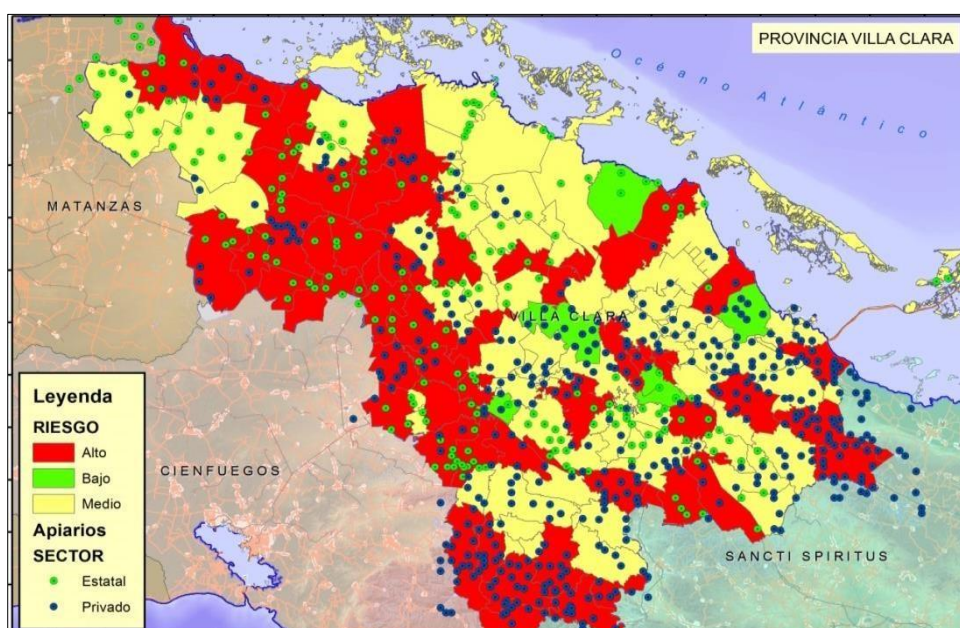 PROVINCIA VILLA CLARA
Océano Atlántico
MATANZAS
VILLA CLARA
CIENFUEGOS
SANCTI SPIRITUS
Leyenda
RIESGO
Alto
Bajo
Medio
Apiarios
SECTOR
Estatal
Privado